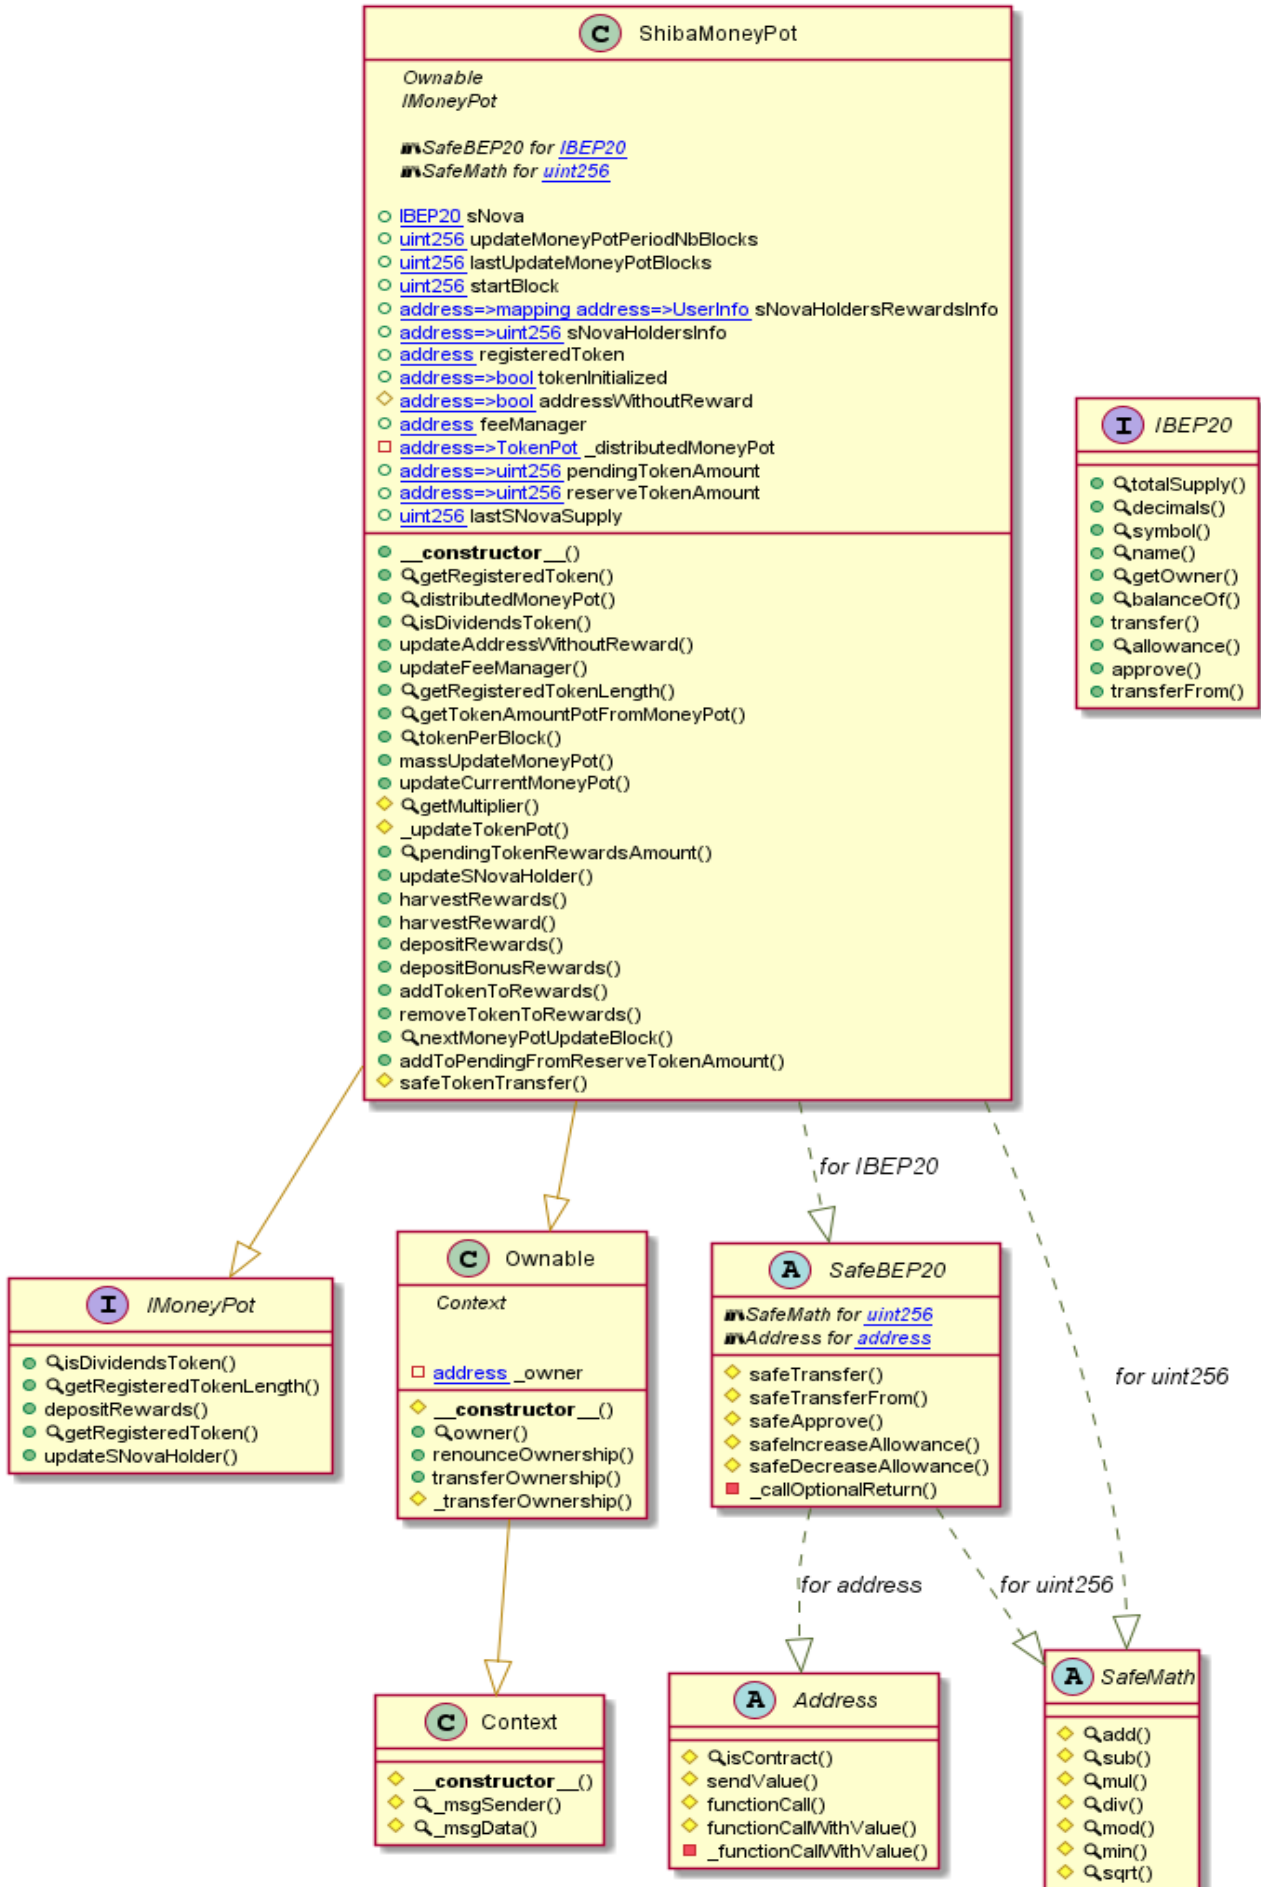 C ShibaMoneyPot
Ownable
IMoneyPot
SafeBEP20 for IBEP20
SafeMath for uint256
IBEP20 sNova
uint256 updateMoneyPotPeriodNbBlocks
uint256 lastUpdateMoneyPotBlocks
uint256 startBlock
address=>mapping address=>UserInfo sNovaHoldersRewardsInfo
address=>uint256 sNovaHoldersInfo
address registeredToken
address=>bool tokenInitialized
address=>bool addressWithoutReward
address feeManager
address=>TokenPot _distributedMoneyPot
address=>uint256 pendingTokenAmount
address=>uint256 reserveTokenAmount
uint256 lastSNovaSupply
__constructor__()
getRegisteredToken()
distributedMoneyPot()
isDividendsToken()
updateAddressWithoutReward()
updateFeeManager()
getRegisteredTokenLength()
getTokenAmountPotFromMoneyPot()
tokenPerBlock()
massUpdateMoneyPot()
updateCurrentMoneyPot()
getMultiplier()
_updateTokenPot()
pendingTokenRewardsAmount()
updateSNovaHolder()
harvestRewards()
harvestReward()
depositRewards()
depositBonusRewards()
addTokenToRewards()
removeTokenToRewards()
nextMoneyPotUpdateBlock()
addToPendingFromReserveTokenAmount()
safeTokenTransfer()
I IBEP20
totalSupply()
decimals()
symbol()
name()
getOwner()
balanceOf()
transfer()
allowance()
approve()
transferFrom()
for IBEP20
for uint256
I IMoneyPot
isDividendsToken()
getRegisteredTokenLength()
depositRewards()
getRegisteredToken()
updateSNovaHolder()
C Ownable
Context
address _owner
__constructor__()
owner()
renounceOwnership()
transferOwnership()
_transferOwnership()
A SafeBEP20
SafeMath for uint256
Address for address
safeTransfer()
safeTransferFrom()
safeApprove()
safeIncreaseAllowance()
safeDecreaseAllowance()
_callOptionalReturn()
for address
for uint256
C Context
__constructor__()
_msgSender()
_msgData()
A Address
isContract()
sendValue()
functionCall()
functionCallWithValue()
_functionCallWithValue()
A SafeMath
add()
sub()
mul()
div()
mod()
min()
sqrt()